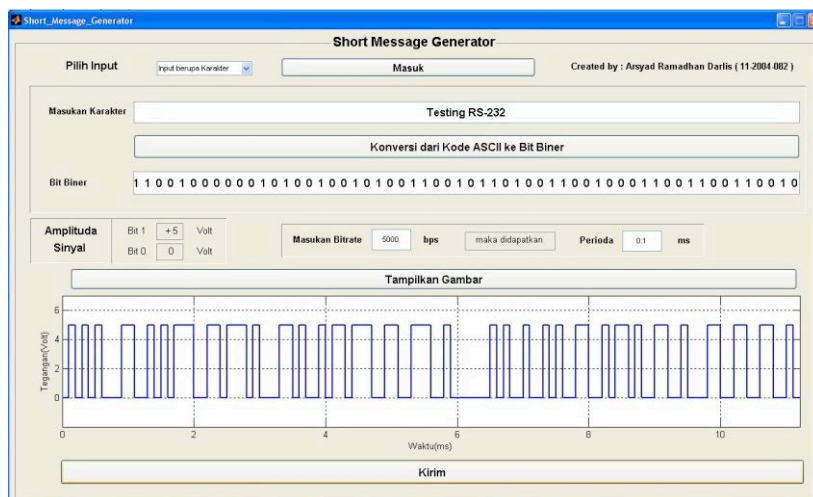 Short_Message_Generator
Short Message Generator
Pilih Input
Input berupa Karakter
Masuk
Created by : Arsyad Ramadhan Darlis ( 11-2004-082 )
Masukan Karakter
Testing RS-232
Konversi dari Kode ASCII ke Bit Biner
Bit Biner
1 1 0 0 1 0 0 0 0 0 0 1 0 1 0 0 1 0 0 1 0 1 0 0 1 1 0 0 1 0 1 1 0 1 0 0 1 1 0 0 1 0 0 0 1 1 0 0 1 1 0 0 1 1 0 0 1 0
Amplituda Sinyal
Bit 1 +5 Volt
Bit 0 0 Volt
Masukan Bitrate 5000 bps maka didapatkan Perioda 0.1 ms
Tampilkan Gambar
Tegangan(Volt)
6
4
2
0
0 2 4 6 8 10
Waktu(ms)
Kirim